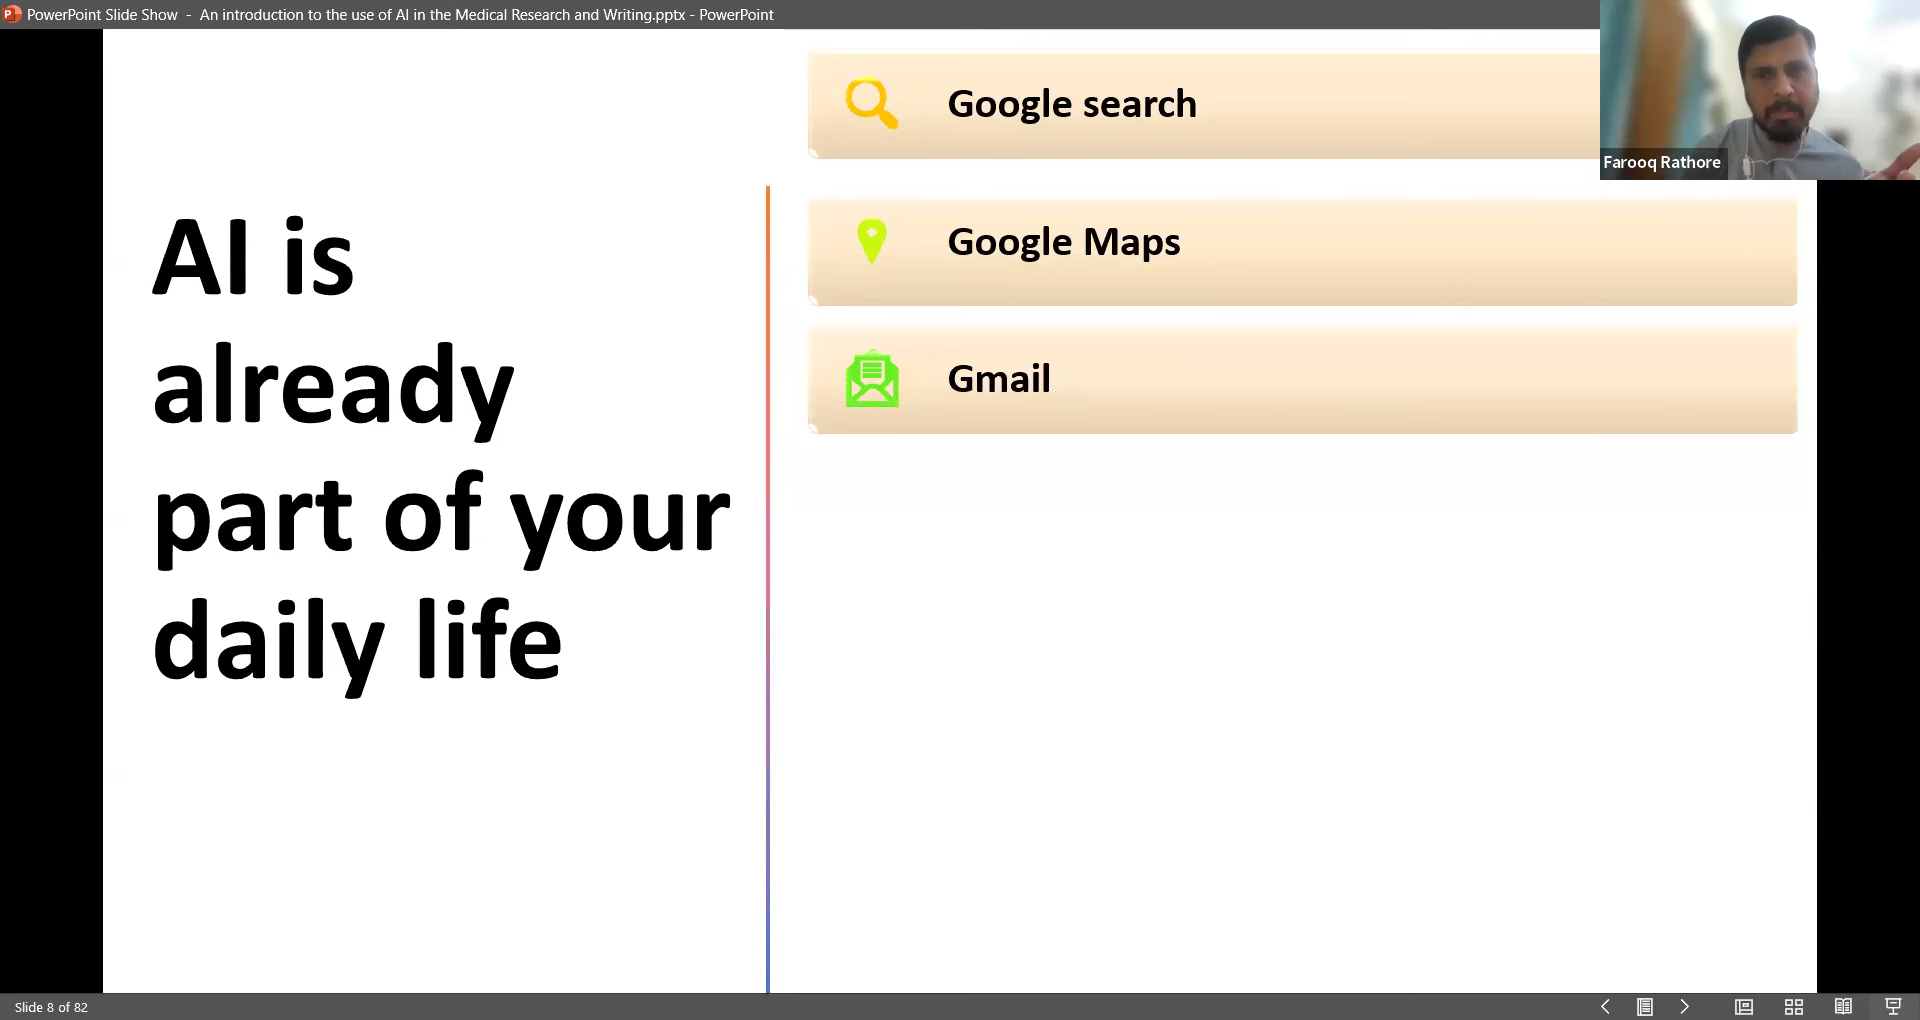 PowerPoint Slide Show - An introduction to the use of AI in the Medical Research and Writing.pptx - PowerPoint
AI is
already
part of your
daily life
Google search
Google Maps
Gmail
Farooq Rathore
Slide 8 of 82